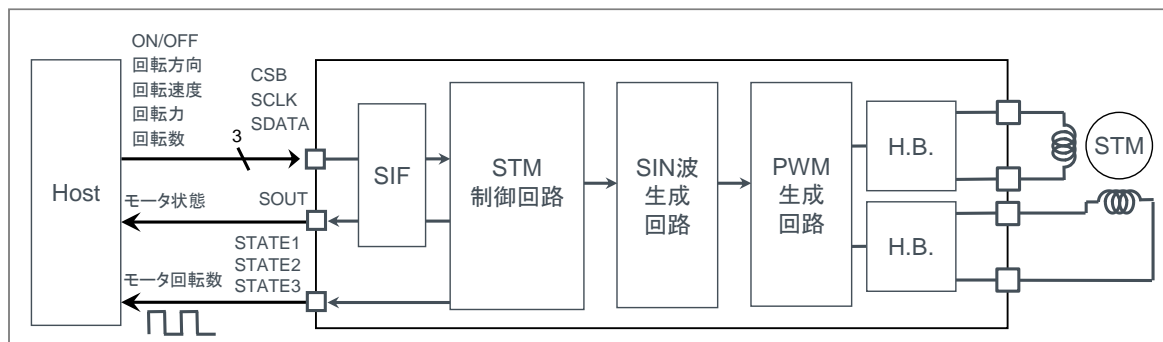 ON/OFF
回転方向
回転速度
回転力
回転数
CSB
SCLK
SDATA
3
Host
SIF
STM
制御回路
SIN波
生成
回路
PWM
生成
回路
H.B.
H.B.
STM
モータ状態
SOUT
STATE1
STATE2
STATE3
モータ回転数